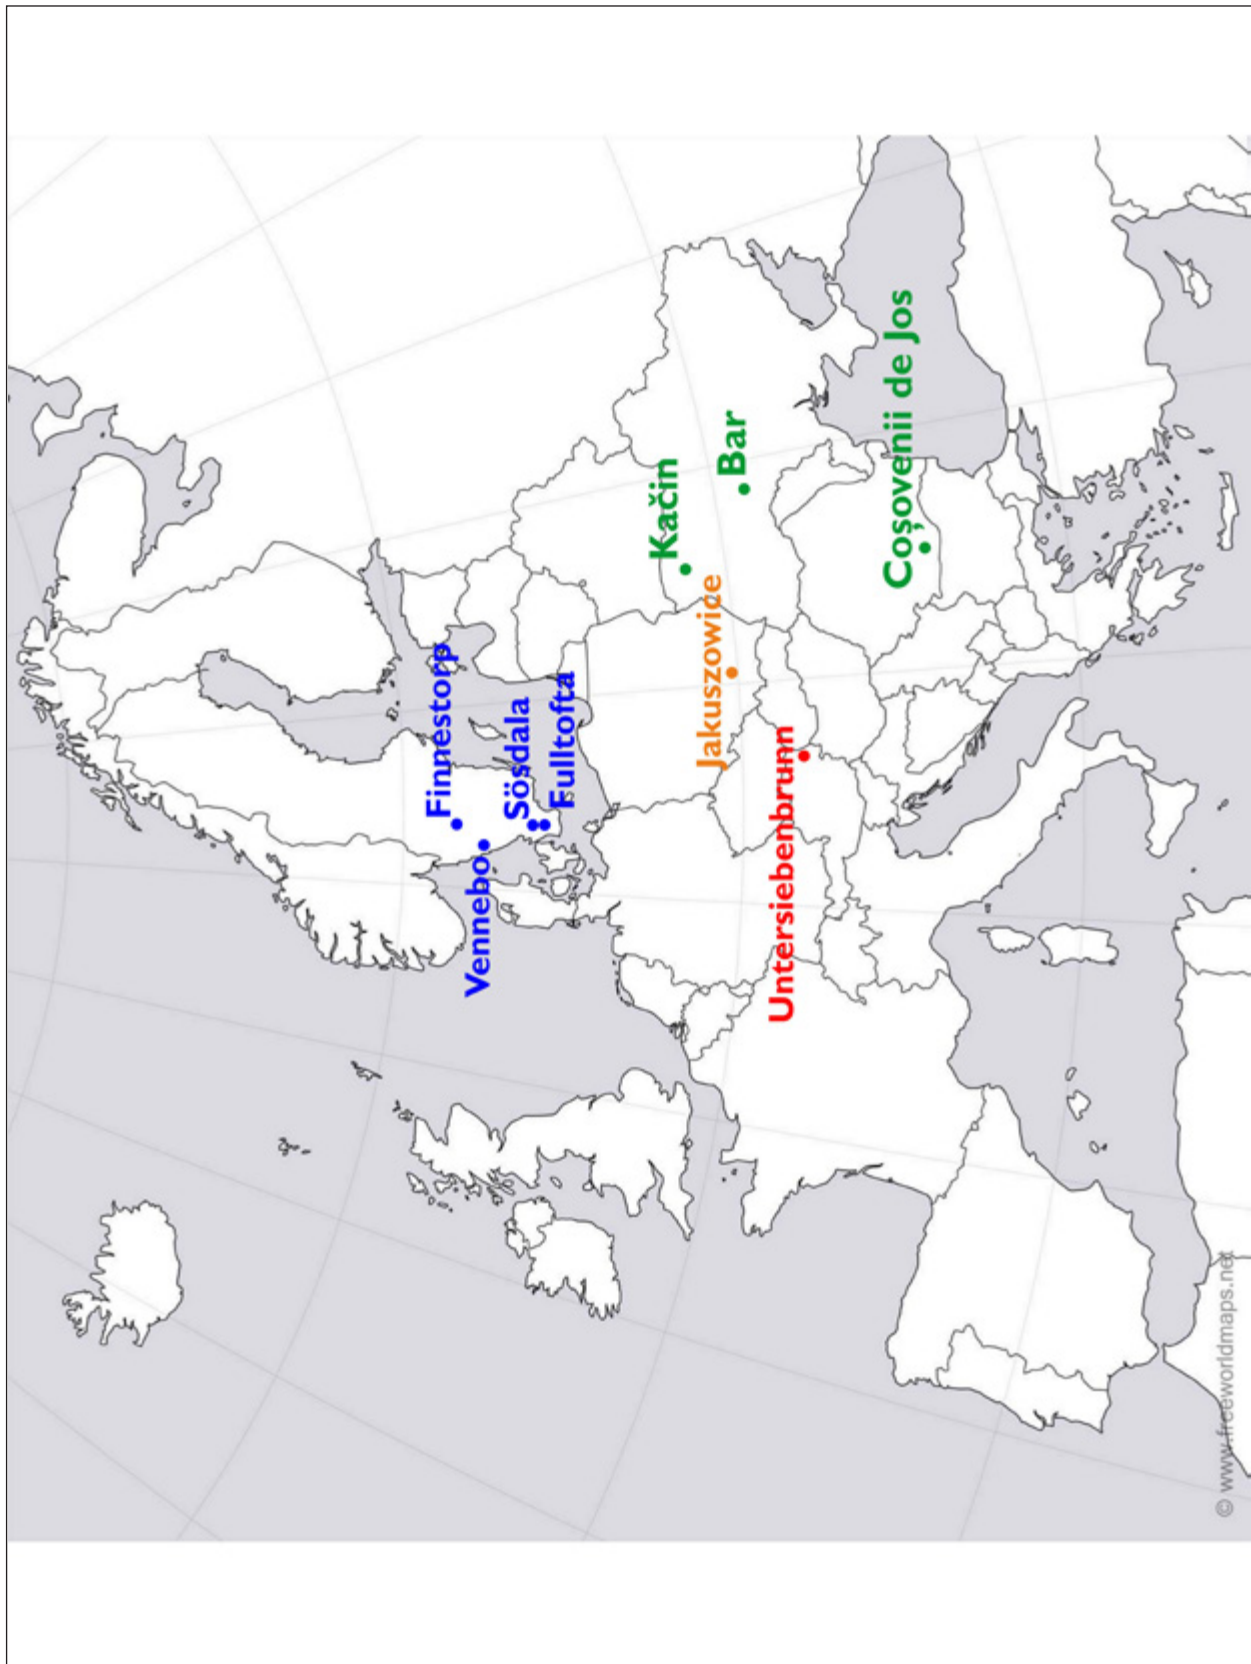 Finnestorp
Vennebo
Sösdala
Fulltofta
Kačin
Jakuszowice
Bar
Untersiebenbrunn
Coşovenii de Jos
© www.freeworldmaps.net